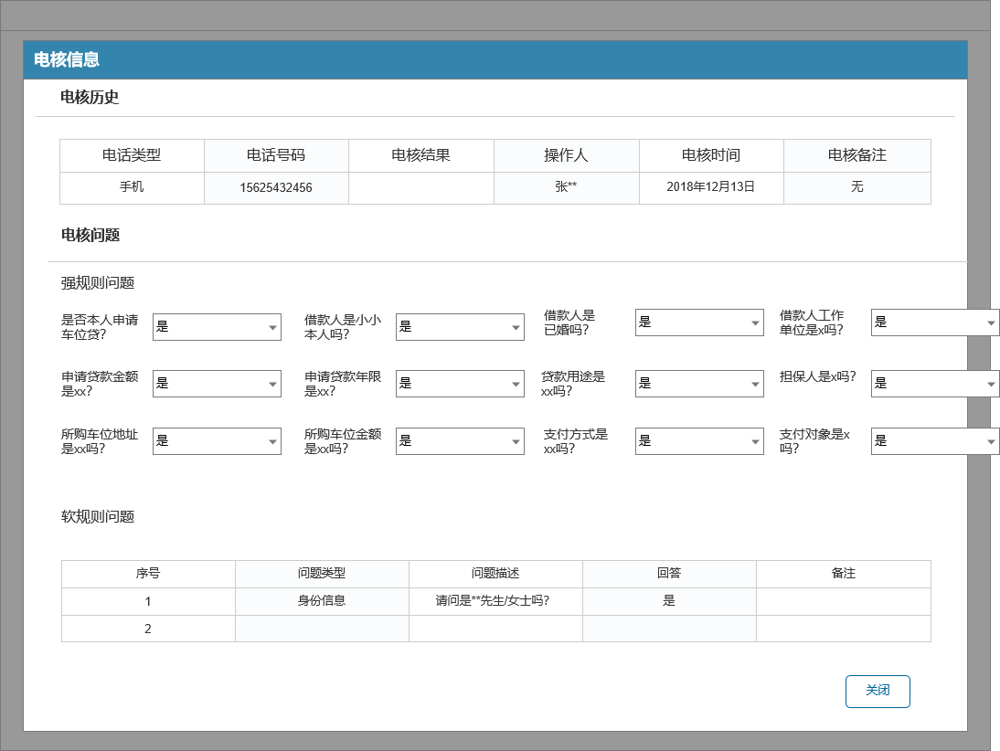 电核信息
电核历史
电话类型 电话号码 电核结果 操作人 电核时间 电核备注
手机 15625432456 张** 2018年12月13日 无
电核问题
强规则问题
是否本人申请
车位贷?
是
借款人是小小
本人吗?
是
借款人是
已婚吗?
是
借款人工作
单位是x吗?
是
申请贷款金额
是xx?
是
申请贷款年限
是xx?
是
贷款用途是
xx吗?
是
担保人是x吗?
是
所购车位地址
是xx吗?
是
所购车位金额
是xx吗?
是
支付方式是
xx吗?
是
支付对象是x
吗?
是
软规则问题
序号 问题类型 问题描述 回答 备注
1 身份信息 请问是**先生/女士吗? 是
2
关闭